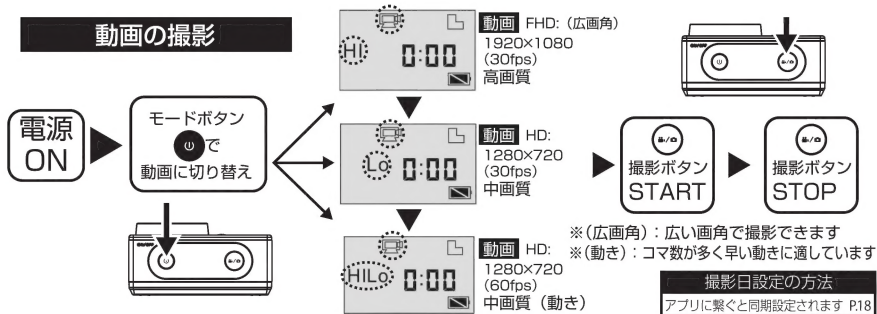 動画の撮影
電源
ON
モードボタン
で
動画に切り替え
ON/OFF
HI
0:00
動画 FHD:(広画角)
1920×1080
(30fps)
高画質
Lo
0:00
動画 HD:
1280×720
(30fps)
中画質
HILo
0:00
動画 HD:
1280×720
(60fps)
中画質(動き)
ON/OFF
撮影ボタン
START
撮影ボタン
STOP
※(広画角):広い画角で撮影できます
※(動き):コマ数が多く早い動きに適しています
撮影日設定の方法
アプリに繋ぐと同期設定されます P.18